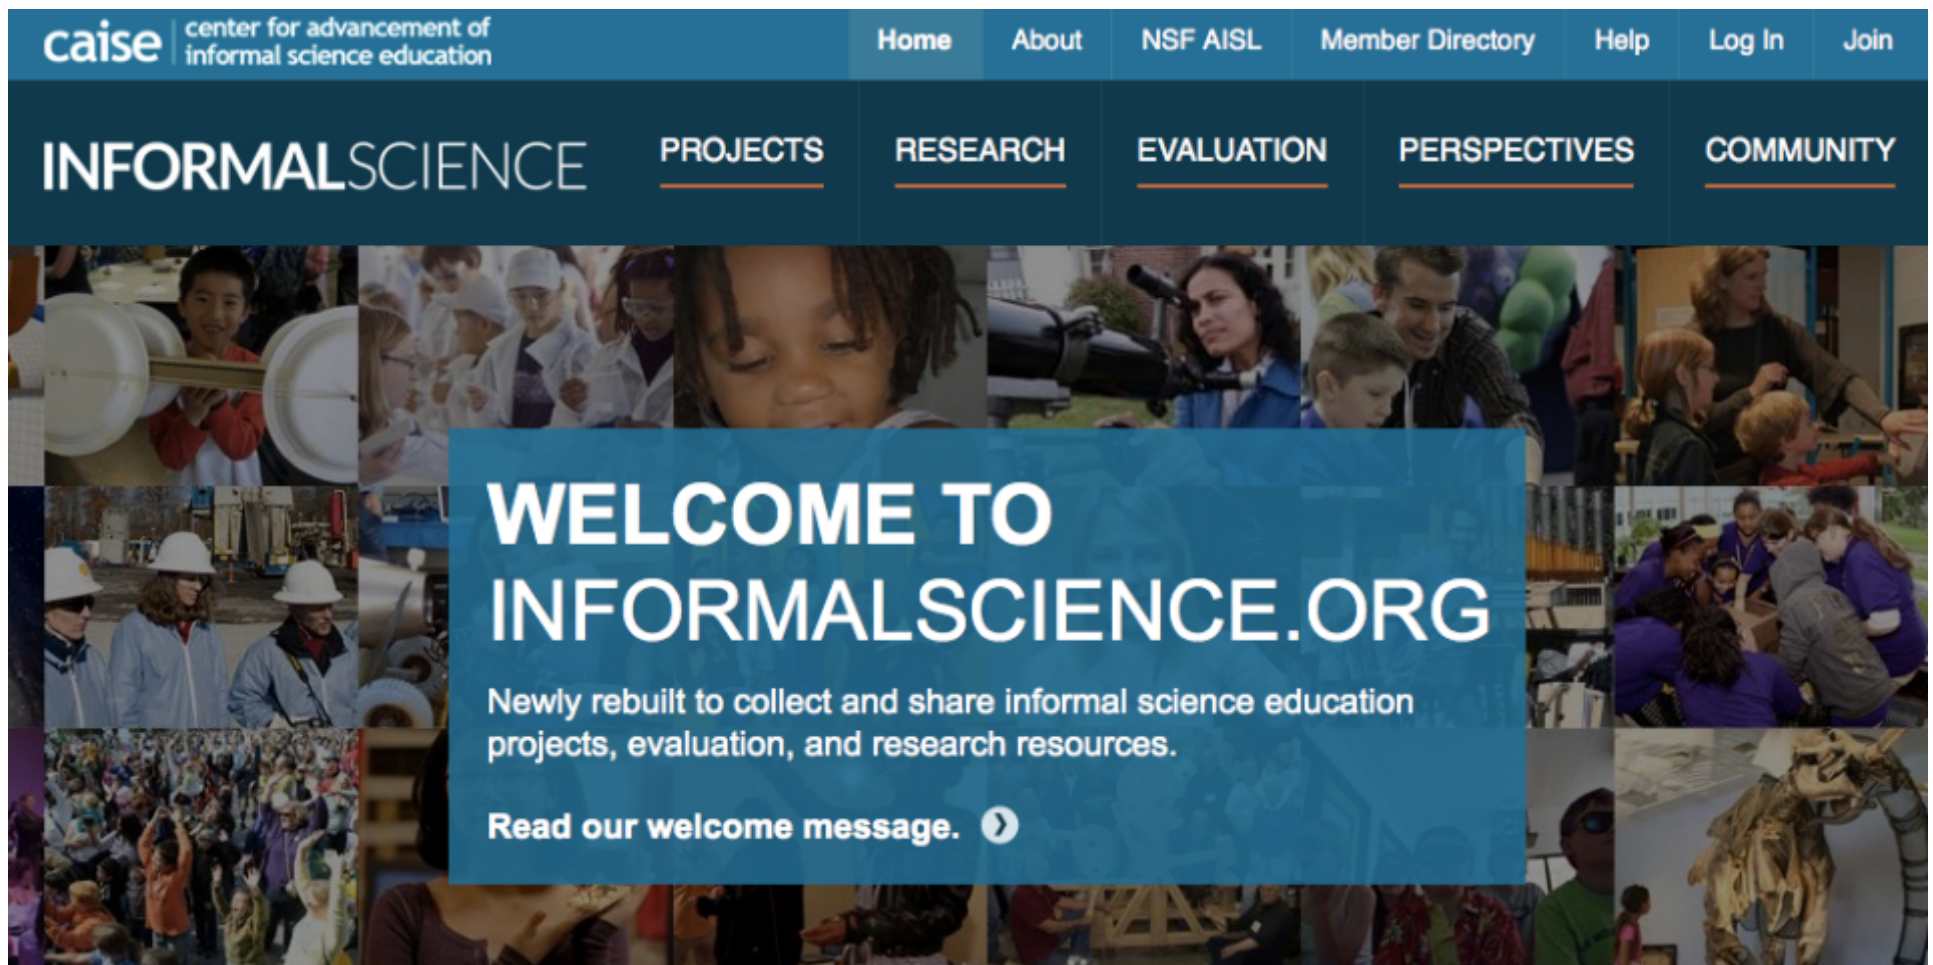 caise
center for advancement of
informal science education
Home About NSF AISL Member Directory Help Log In Join
INFORMALSCIENCE
PROJECTS RESEARCH EVALUATION PERSPECTIVES COMMUNITY
WELCOME TO
INFORMALSCIENCE.ORG
Newly rebuilt to collect and share informal science education
projects, evaluation, and research resources.
Read our welcome message.